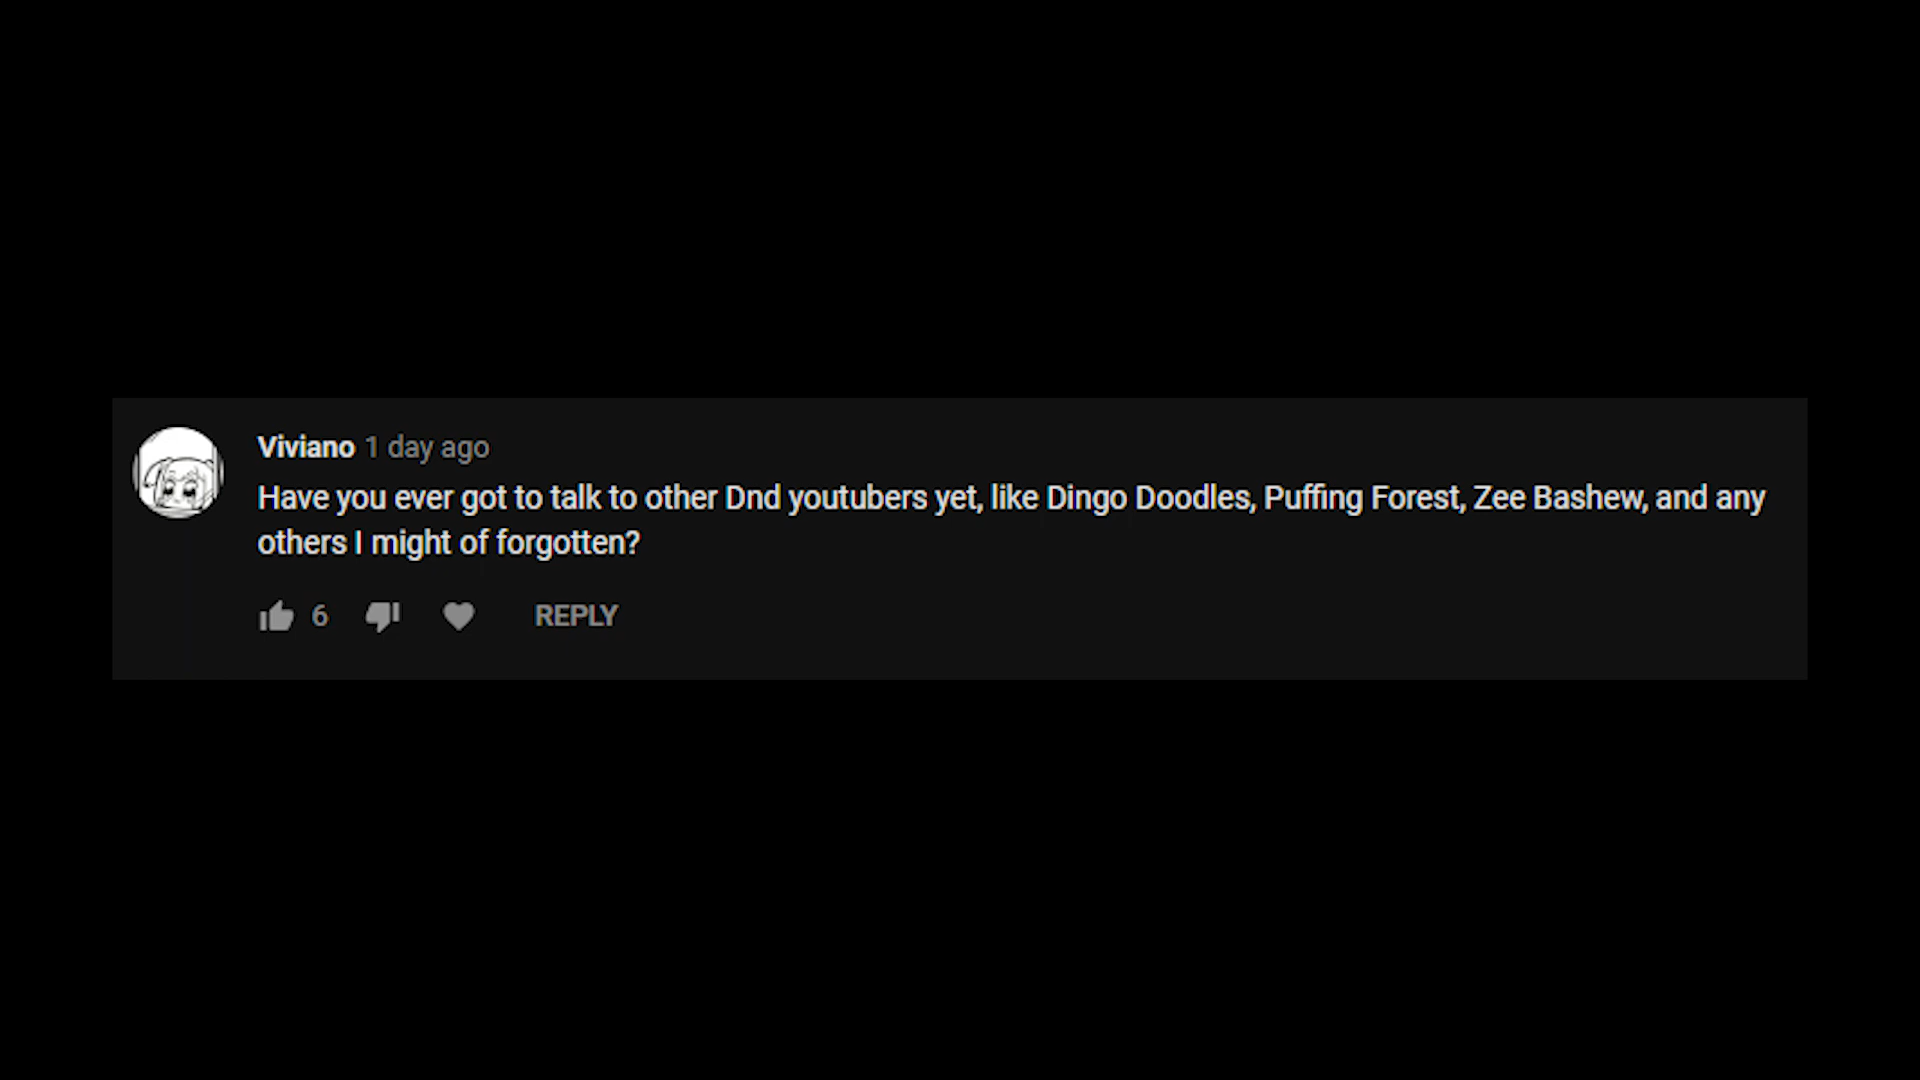 Viviano 1 day ago
Have you ever got to talk to other Dnd youtubers yet, like Dingo Doodles, Puffing Forest, Zee Bashew, and any
others I might of forgotten?
6 REPLY